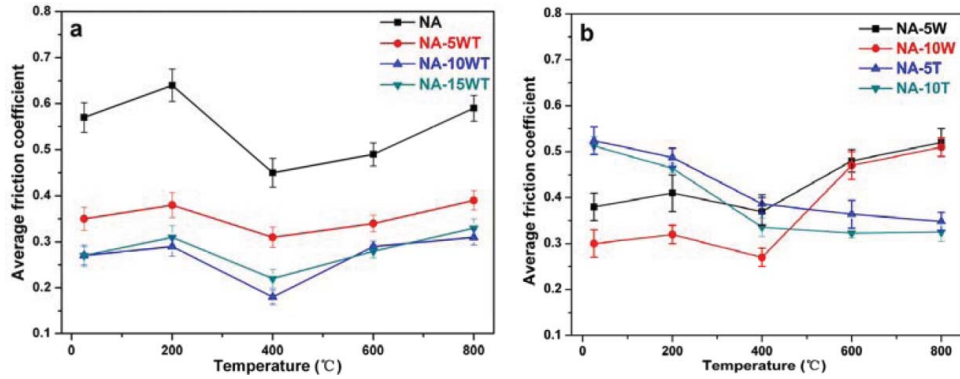 a
NA
NA-5WT
NA-10WT
NA-15WT
Average friction coefficient
0.8
0.7
0.6
0.5
0.4
0.3
0.2
0.1
0 200 400 600 800
Temperature (℃)
b
NA-5W
NA-10W
NA-5T
NA-10T
Average friction coefficient
0.8
0.7
0.6
0.5
0.4
0.3
0.2
0.1
0 200 400 600 800
Temperature (℃)